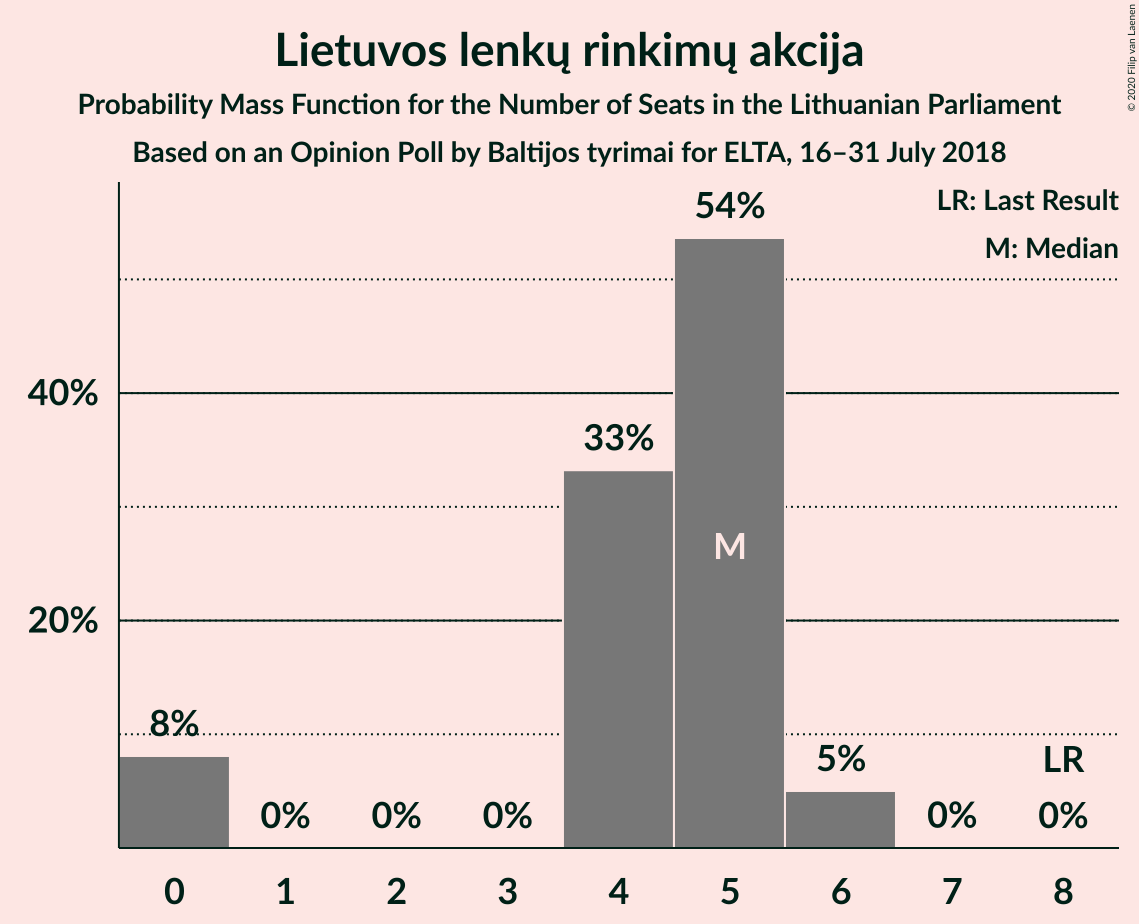 Lietuvos lenkų rinkimų akcija
Probability Mass Function for the Number of Seats in the Lithuanian Parliament
Based on an Opinion Poll by Baltijos tyrimai for ELTA, 16–31 July 2018
© 2020 Filip van Laenen
LR: Last Result
M: Median
54%
40%
33%
M
20%
8%
5%
LR
0%
0%
0%
0%
0%
0 1 2 3 4 5 6 7 8